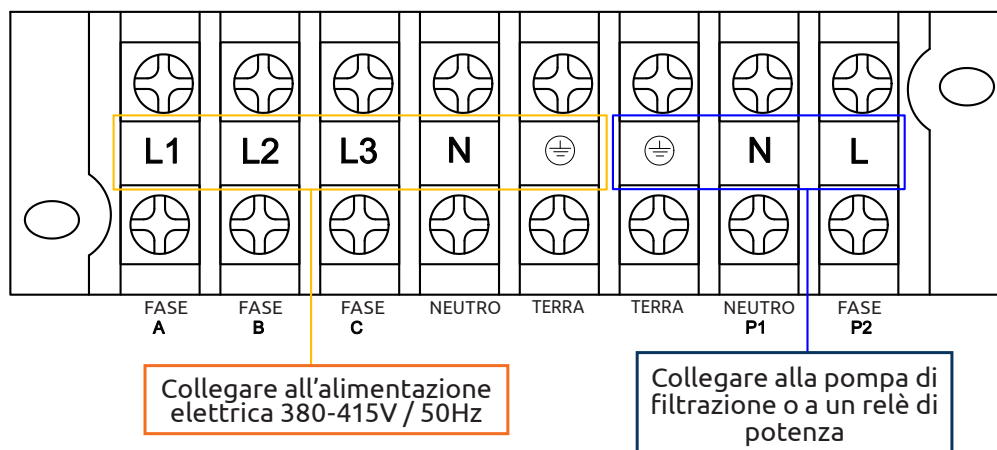 L1 L2 L3 N N L
FASE FASE FASE NEUTRO TERRA TERRA NEUTRO FASE
A B C P1 P2
Collegare all'alimentazione
elettrica 380-415V / 50Hz
Collegare alla pompa di
filtrazione o a un relè di
potenza